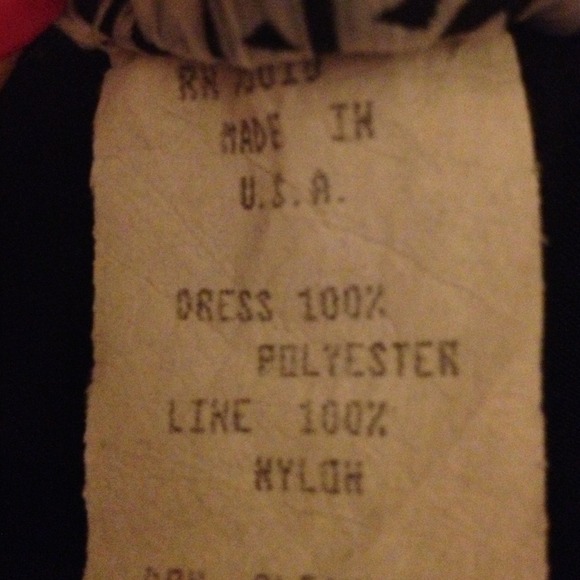 MADE IN
U.S.A.
DRESS 100%
POLYESTER
LINE 100%
NYLON